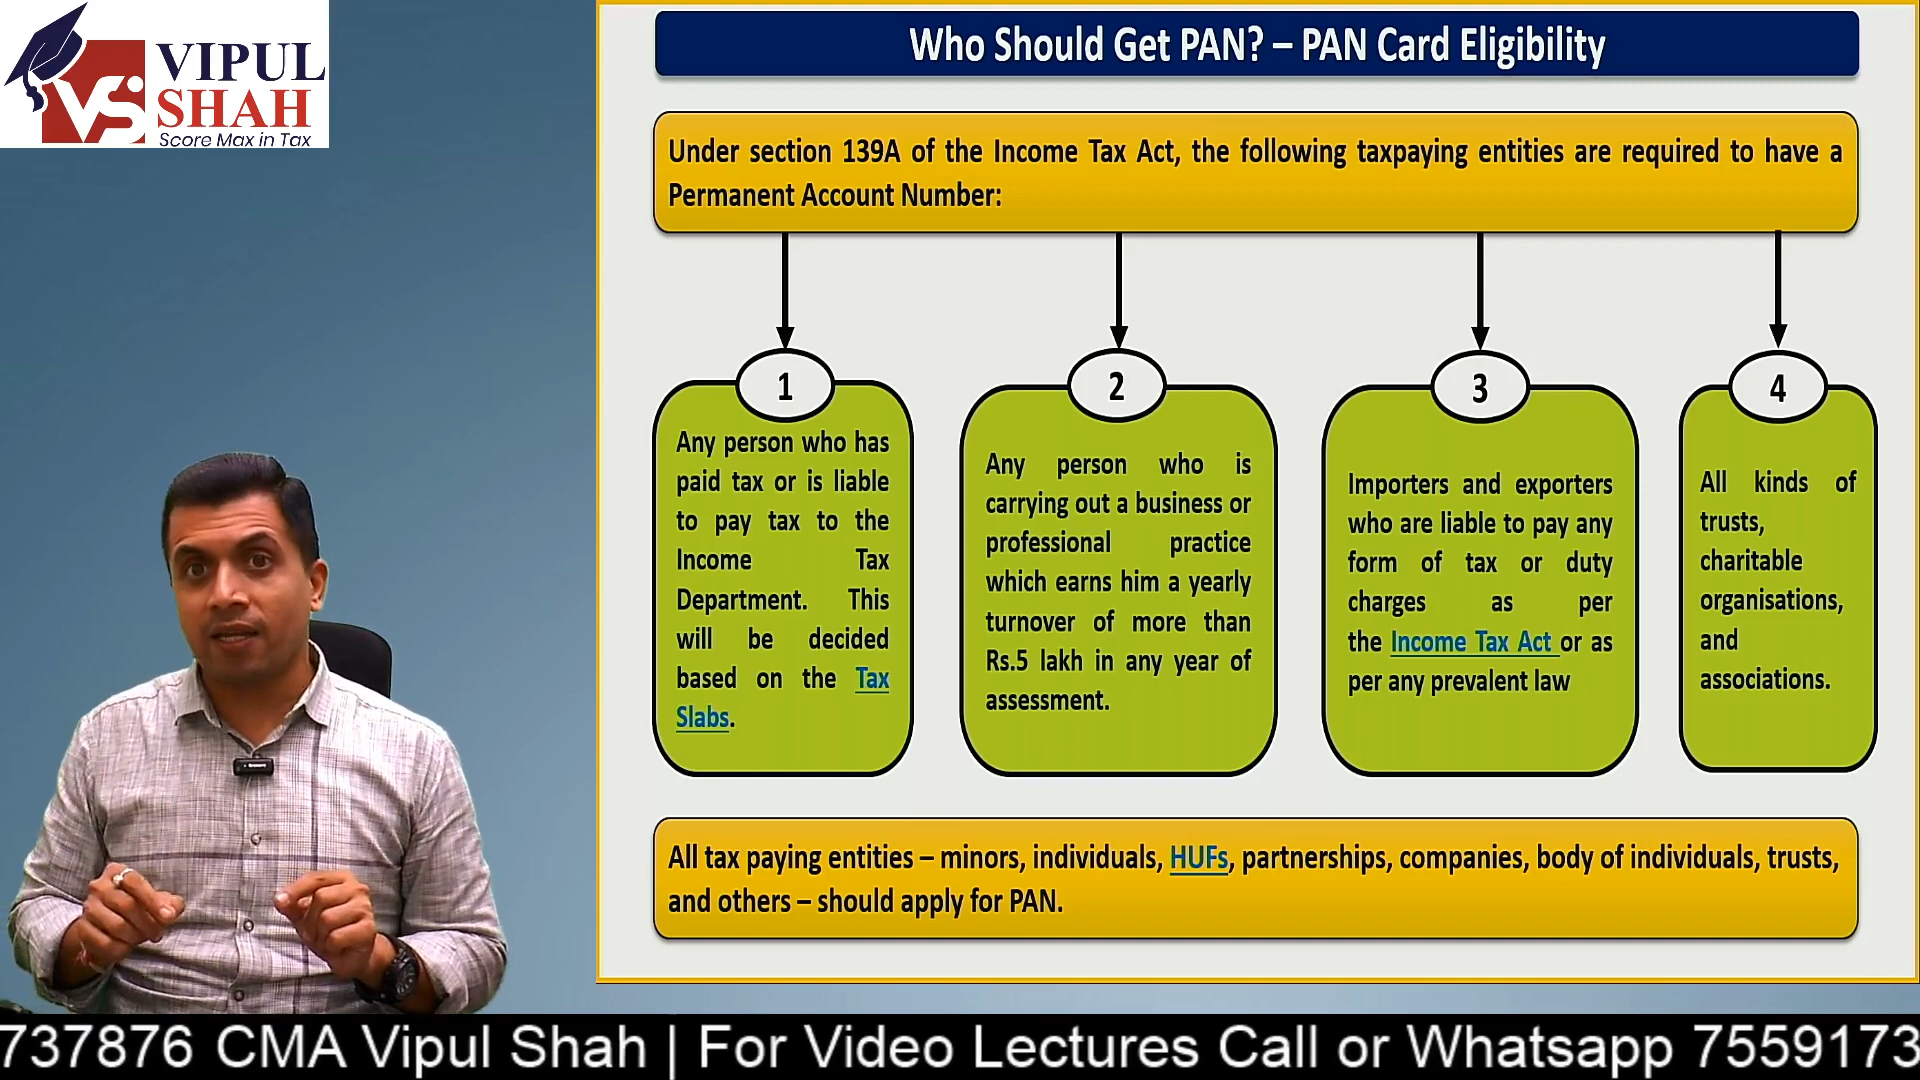 VIPUL
SHAH
Score Max in Tax
VS
Who Should Get PAN? – PAN Card Eligibility
Under section 139A of the Income Tax Act, the following taxpaying entities are required to have a
Permanent Account Number:
1
Any person who has
paid tax or is liable
to pay tax to the
Income Tax
Department. This
will be decided
based on the Tax
Slabs.
2
Any person who is
carrying out a business or
professional practice
which earns him a yearly
turnover of more than
Rs.5 lakh in any year of
assessment.
3
Importers and exporters
who are liable to pay any
form of tax or duty
charges as per
the Income Tax Act or as
per any prevalent law
4
All kinds of
trusts,
charitable
organisations,
and
associations.
All tax paying entities – minors, individuals, HUFs, partnerships, companies, body of individuals, trusts,
and others – should apply for PAN.
737876 CMA Vipul Shah | For Video Lectures Call or Whatsapp 7559173